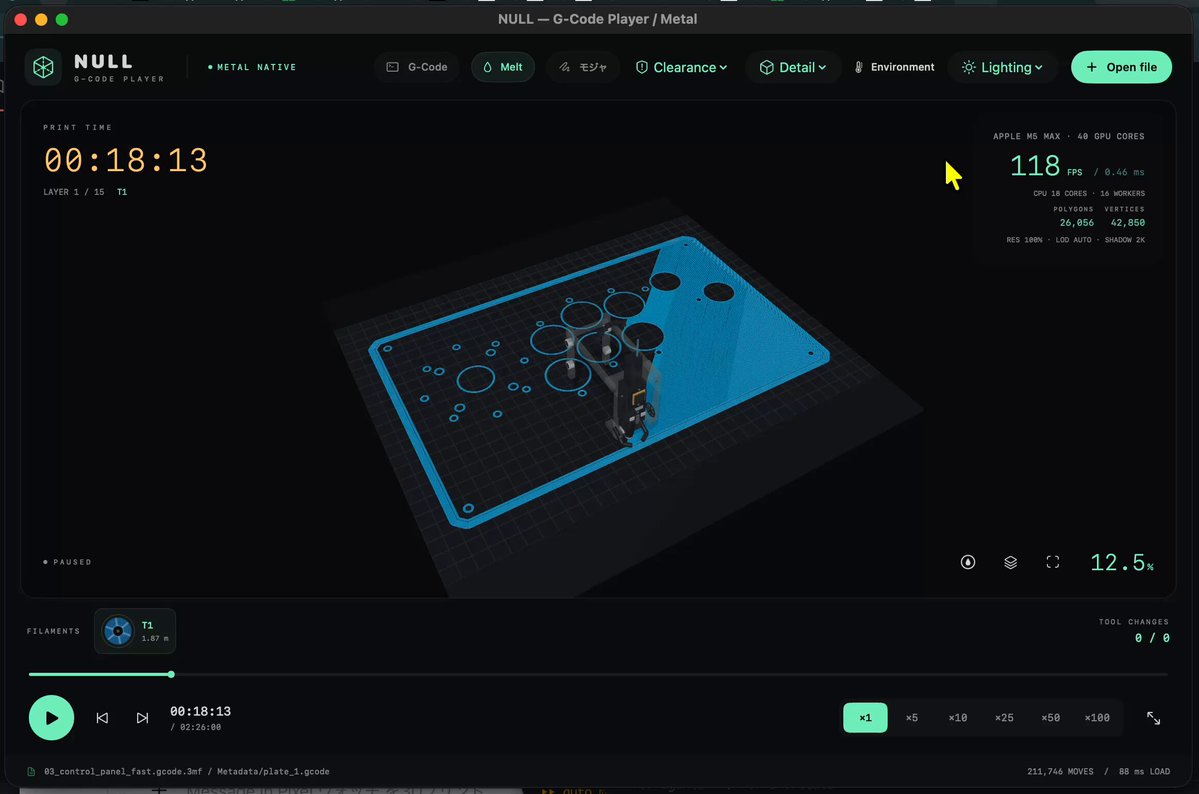 NULL — G-Code Player / Metal
NULL
G-CODE PLAYER
METAL NATIVE
G-Code
Melt
モジャ
Clearance
Detail
Environment
Lighting
+ Open file
PRINT TIME
00:18:13
LAYER 1 / 15 T1
APPLE M5 MAX · 40 GPU CORES
118 FPS / 0.46 ms
CPU 18 CORES · 16 WORKERS
POLYGONS VERTICES
26,056 42,850
RES 100% · LOD AUTO · SHADOW 2K
PAUSED
12.5%
FILAMENTS
T1
1.87 m
TOOL CHANGES
0 / 0
00:18:13
/ 02:26:00
×1 ×5 ×10 ×25 ×50 ×100
03_control_panel_fast.gcode.3mf / Metadata/plate_1.gcode
211,746 MOVES / 88 ms LOAD